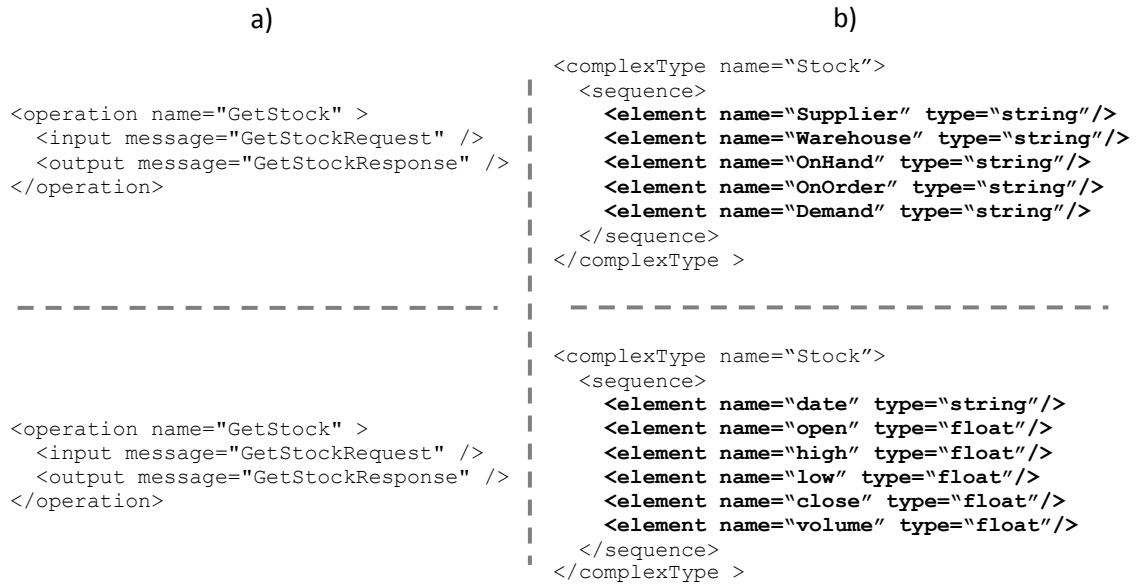 a)
<operation name="GetStock" >
<input message="GetStockRequest" />
<output message="GetStockResponse" />
</operation>
<operation name="GetStock" >
<input message="GetStockRequest" />
<output message="GetStockResponse" />
</operation>
b)
<complexType name=“Stock”>
<sequence>
<element name=“Supplier” type=“string”/>
<element name=“Warehouse” type=“string”/>
<element name=“OnHand” type=“string”/>
<element name=“OnOrder” type=“string”/>
<element name=“Demand” type=“string”/>
</sequence>
</complexType >
<complexType name=“Stock”>
<sequence>
<element name=“date” type=“string”/>
<element name=“open” type=“float”/>
<element name=“high” type=“float”/>
<element name=“low” type=“float”/>
<element name=“close” type=“float”/>
<element name=“volume” type=“float”/>
</sequence>
</complexType >